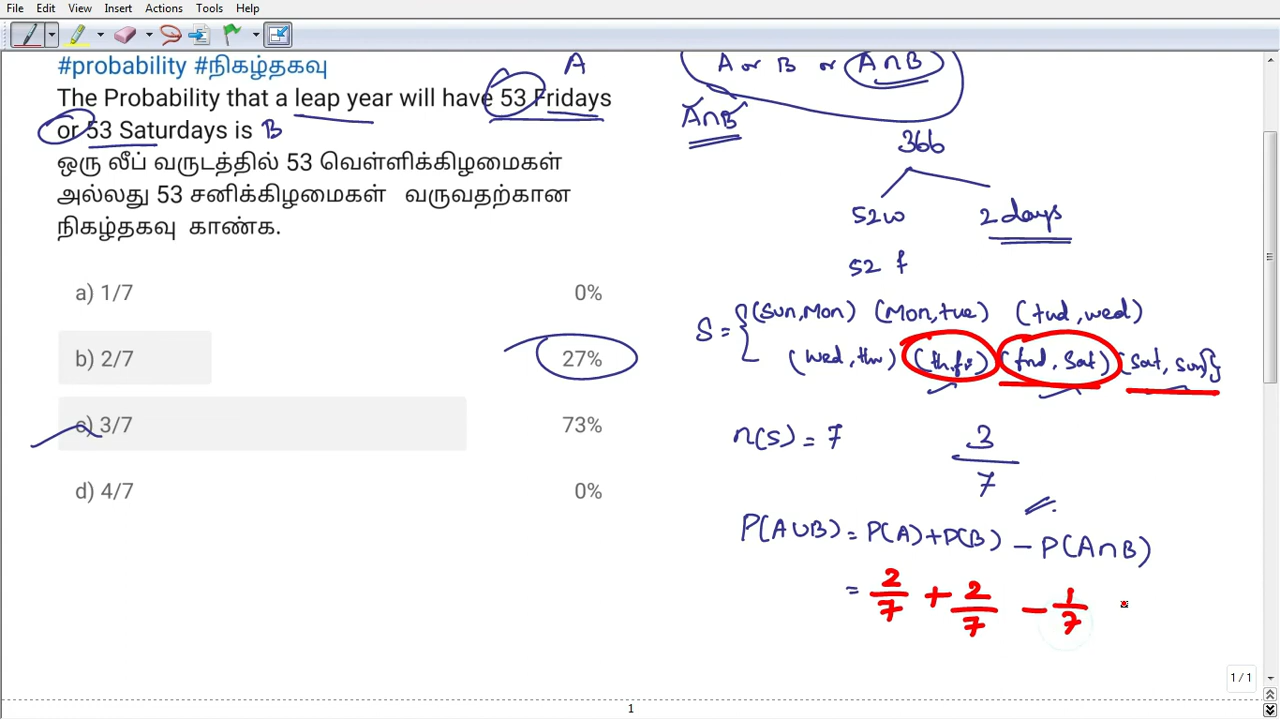 File Edit View Insert Actions Tools Help
#probability #நிகழ்தகவு
The Probability that a leap year will have 53 Fridays
or 53 Saturdays is B
ஒரு லீப் வருடத்தில் 53 வெள்ளிக்கிழமைகள்
அல்லது 53 சனிக்கிழமைகள் வருவதற்கான
நிகழ்தகவு காண்க.
a) 1/7 0%
b) 2/7 27%
c) 3/7 73%
d) 4/7 0%
A
A or B or A∩B
A∩B
366
52w 2 days
52 f
S = { (Sun, Mon) (Mon, tue) (tud, wed)
(wed, thu) (th, fri) (frid, Sat) (Sat, Sun) }
n(S) = 7
3
7
P(A∪B) = P(A) + P(B) − P(A∩B)
= 2/7 + 2/7 − 1/7
1 / 1
1